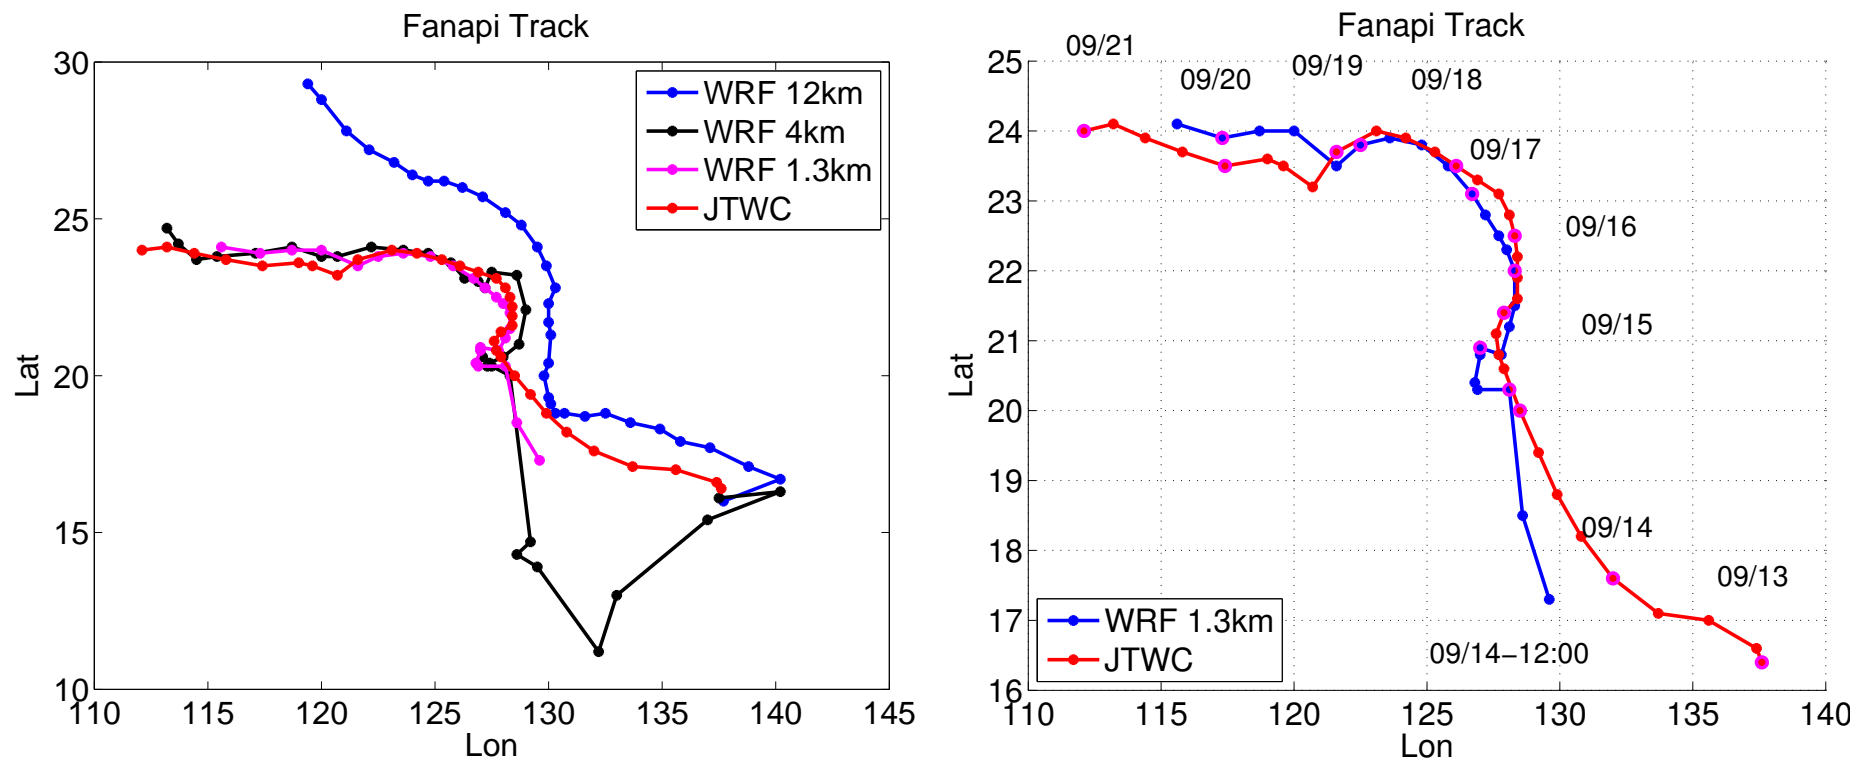 Fanapi Track
30
25
20
15
10
110 115 120 125 130 135 140 145
Lat
Lon
WRF 12km
WRF 4km
WRF 1.3km
JTWC
Fanapi Track
09/21
09/20
09/19
09/18
09/17
09/16
09/15
09/14
09/13
09/14−12:00
25
24
23
22
21
20
19
18
17
16
110 115 120 125 130 135 140
Lat
Lon
WRF 1.3km
JTWC